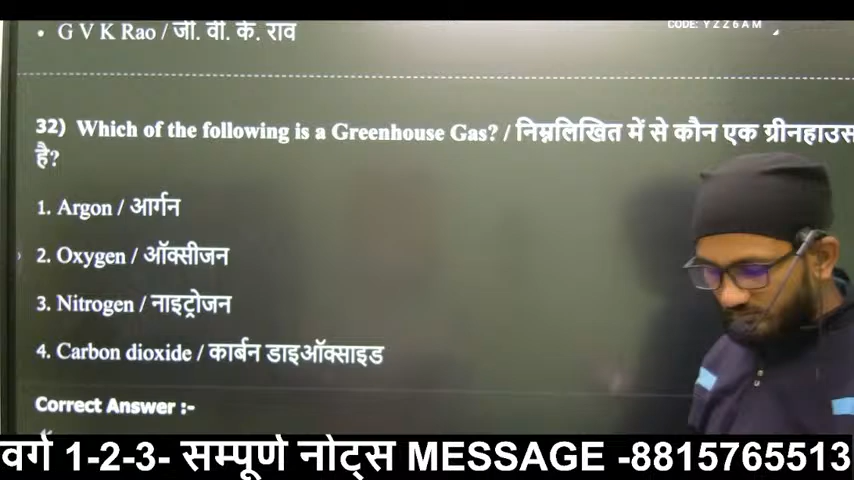 CODE: YZZ6AM
• G V K Rao / जी. वी. के. राव
32) Which of the following is a Greenhouse Gas? / निम्नलिखित में से कौन एक ग्रीनहाउस
है?
1. Argon / आर्गन
2. Oxygen / ऑक्सीजन
3. Nitrogen / नाइट्रोजन
4. Carbon dioxide / कार्बन डाइऑक्साइड
Correct Answer :-
वर्ग 1-2-3- सम्पूर्ण नोट्स MESSAGE -8815765513